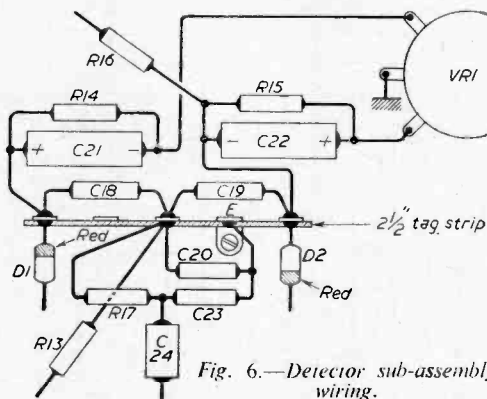 R16
R14
R15
VR1
+ C21 -
- C22 +
C18
C19
E
2½" tag strip
Red
D1
C20
D2
R17
C23
Red
R13
C
24
Fig. 6.—Detector sub-assembly
wiring.